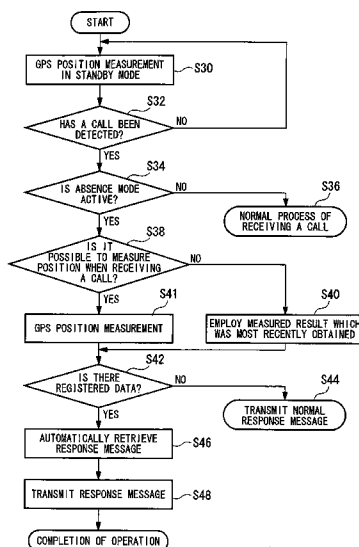 START
GPS POSITION MEASUREMENT
IN STANDBY MODE
S30
S32
HAS A CALL BEEN
DETECTED?
NO
YES
S34
IS ABSENCE MODE
ACTIVE?
NO
S36
NORMAL PROCESS OF
RECEIVING A CALL
YES
S38
IS IT
POSSIBLE TO MEASURE
POSITION WHEN RECEIVING
A CALL?
NO
YES
S41
S40
GPS POSITION MEASUREMENT
EMPLOY MEASURED RESULT WHICH
WAS MOST RECENTLY OBTAINED
S42
IS THERE
REGISTERED DATA?
NO
S44
TRANSMIT NORMAL
RESPONSE MESSAGE
YES
AUTOMATICALLY RETRIEVE
RESPONSE MESSAGE
S46
TRANSMIT RESPONSE MESSAGE
S48
COMPLETION OF OPERATION